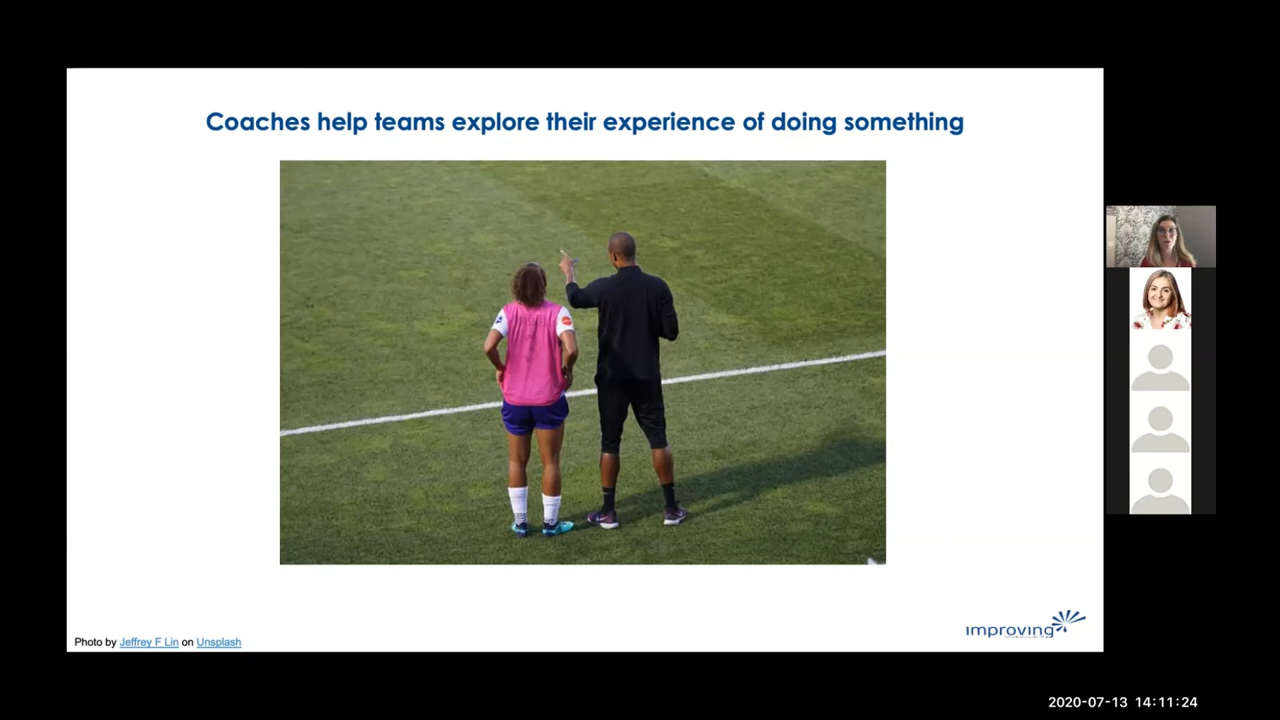 Coaches help teams explore their experience of doing something
improving
Photo by Jeffrey F Lin on Unsplash
2020-07-13 14:11:24